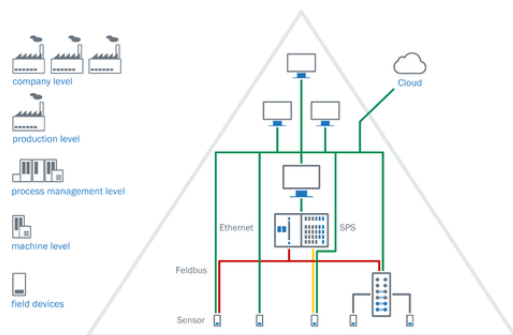 company level
production level
process management level
machine level
field devices
Cloud
Ethernet
SPS
Feldbus
Sensor